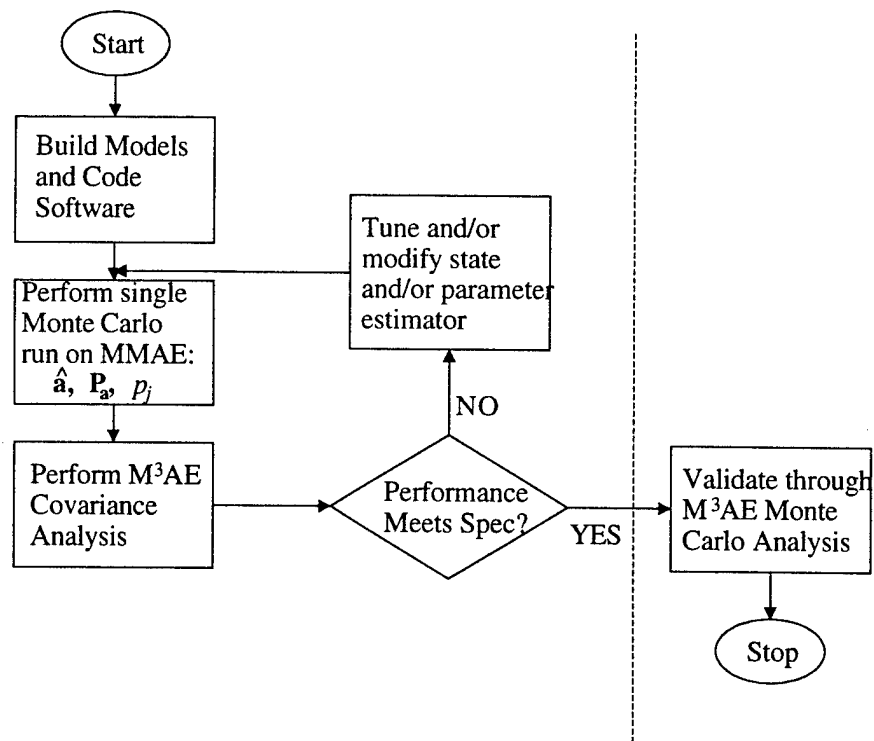 Start
Build Models
and Code
Software
Perform single
Monte Carlo
run on MMAE:
â, Pₐ, pⱼ
Perform M³AE
Covariance
Analysis
Performance
Meets Spec?
NO
Tune and/or
modify state
and/or parameter
estimator
YES
Validate through
M³AE Monte
Carlo Analysis
Stop